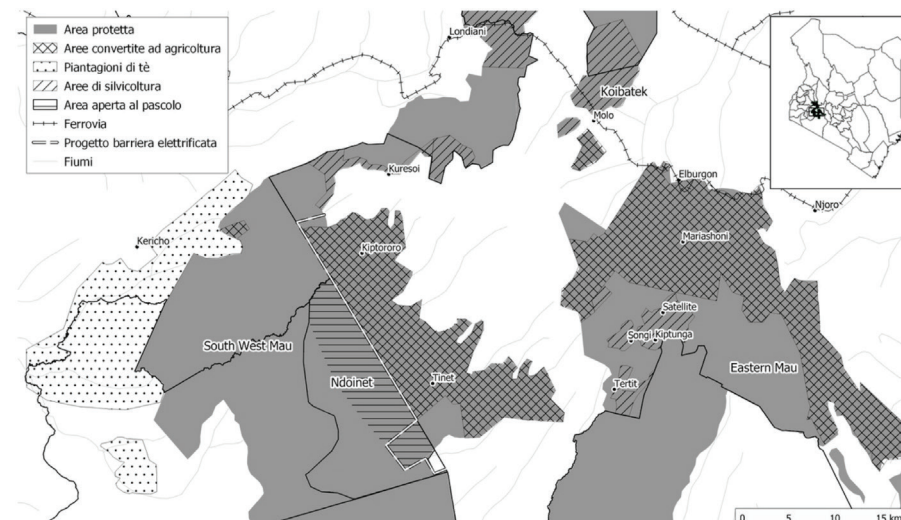 Area protetta
Aree convertite ad agricoltura
Piantagioni di tè
Aree di silvicoltura
Area aperta al pascolo
Ferrovia
Progetto barriera elettrificata
Fiumi
Londiani
Koibatek
Molo
Kuresoi
Elburgon
Njoro
Kericho
Kiptororo
Mariashoni
Satellite
South West Mau
Songi Kiptunga
Ndoinet
Tinet
Tertit
Eastern Mau
0 5 10 15 km